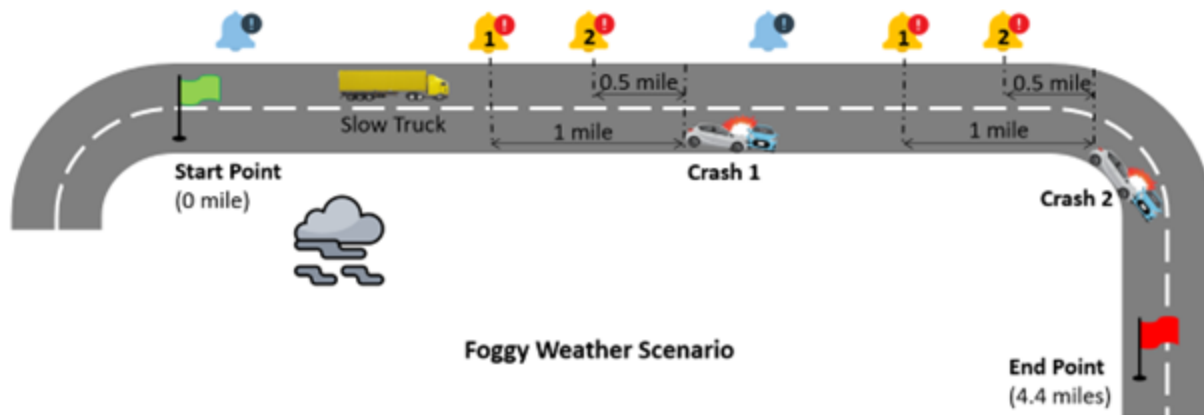 ! 1 ! 2 ! ! 1 ! 2 !
0.5 mile 0.5 mile
Slow Truck 1 mile 1 mile
Start Point Crash 1
(0 mile) Crash 2
Foggy Weather Scenario
End Point
(4.4 miles)